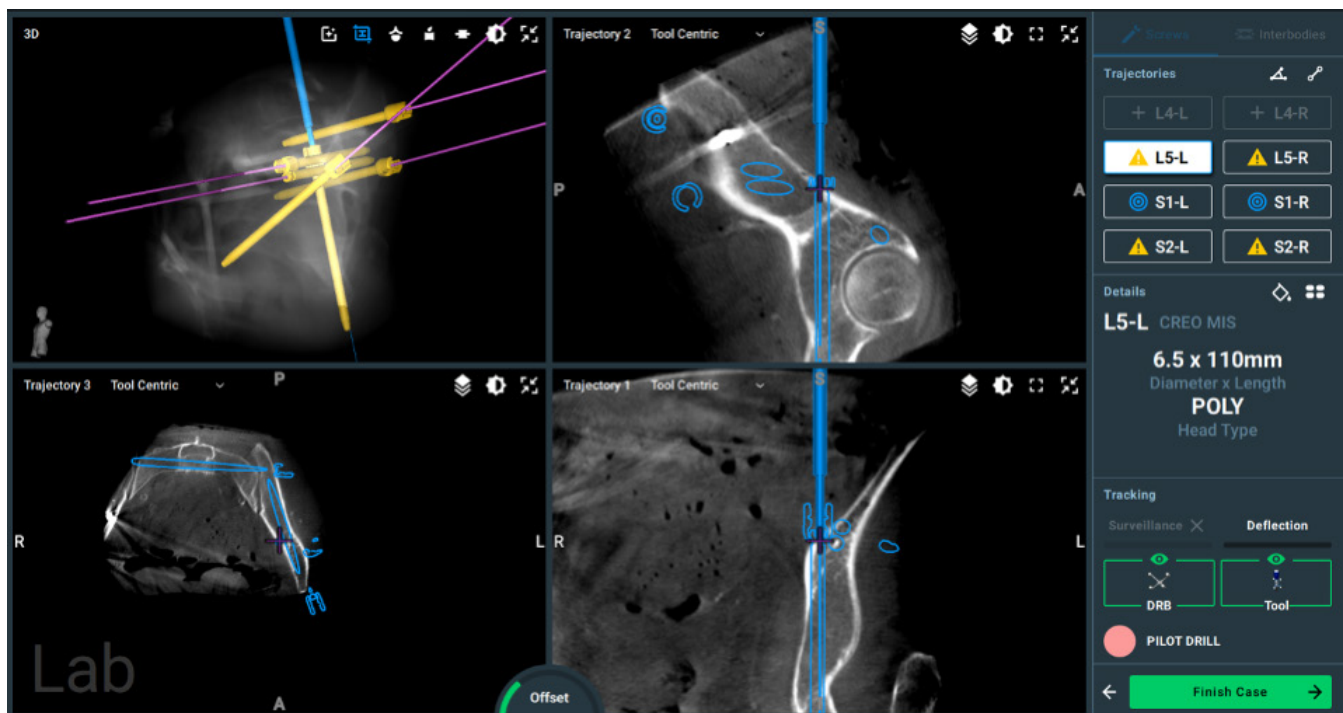 3D
Trajectory 2 Tool Centric
S
P
A
Trajectory 3 Tool Centric
P
R
L
A
Lab
Trajectory 1 Tool Centric
S
R
L
Offset
Screws Interbodies
Trajectories
+ L4-L + L4-R
L5-L L5-R
S1-L S1-R
S2-L S2-R
Details
L5-L CREO MIS
6.5 x 110mm
Diameter x Length
POLY
Head Type
Tracking
Surveillance Deflection
DRB Tool
PILOT DRILL
Finish Case